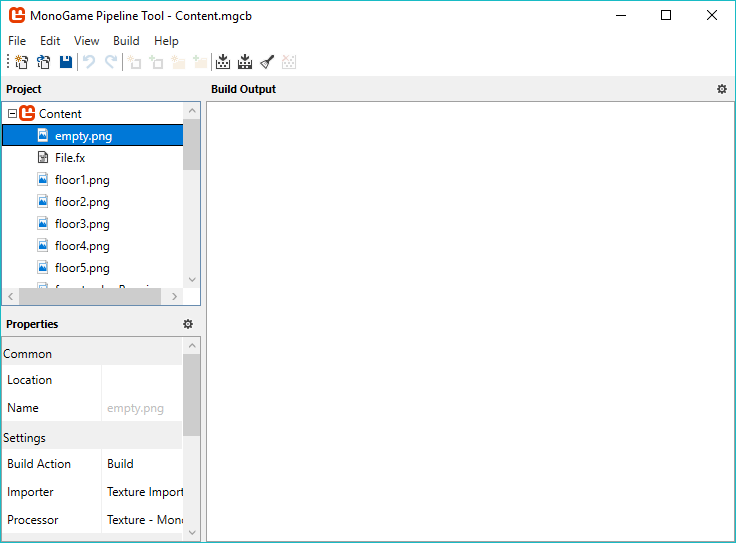 MonoGame Pipeline Tool - Content.mgcb
File Edit View Build Help
Project
Build Output
Content
empty.png
File.fx
floor1.png
floor2.png
floor3.png
floor4.png
floor5.png
Properties
Common
Location
Name empty.png
Settings
Build Action Build
Importer Texture Import
Processor Texture - Mono